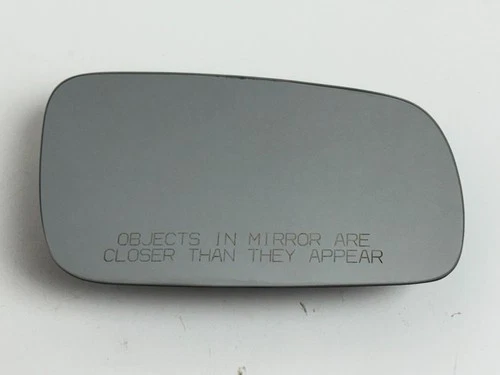 OBJECTS IN MIRROR ARE
CLOSER THAN THEY APPEAR